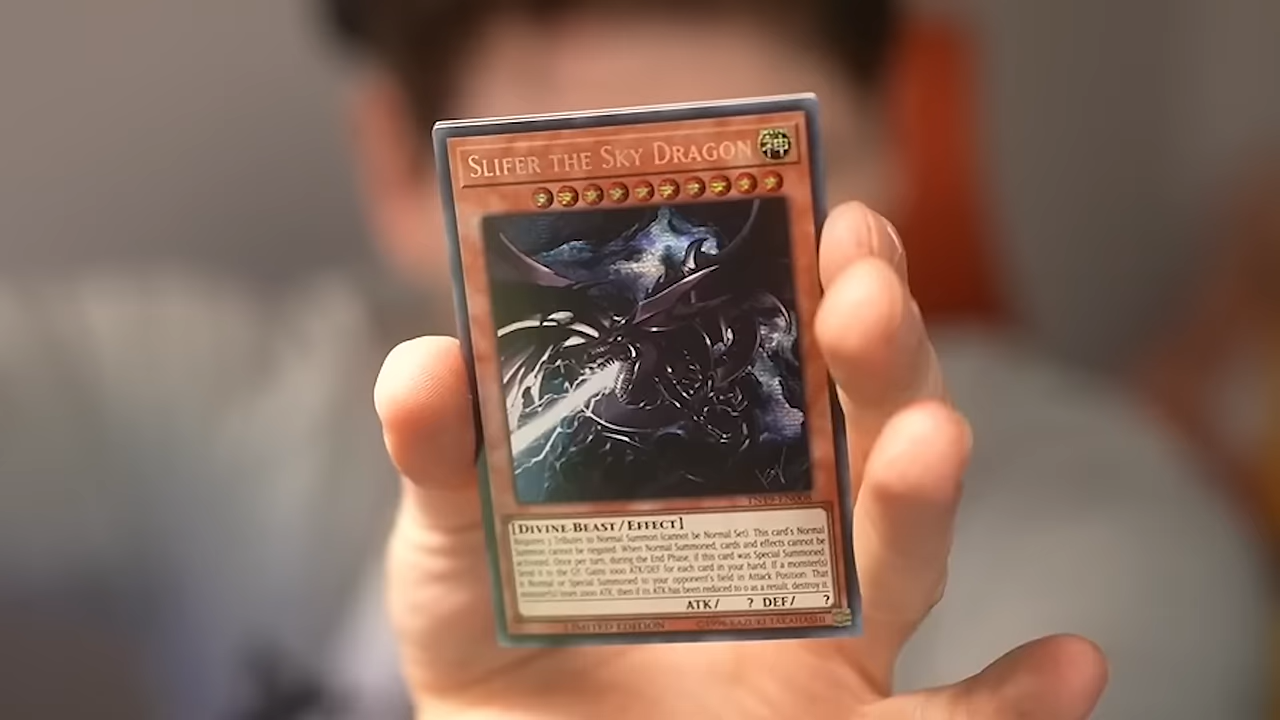 SLIFER THE SKY DRAGON
神
TN19-EN008
[DIVINE-BEAST/EFFECT]
Requires 3 Tributes to Normal Summon (cannot be Normal Set). This card's Normal
Summon cannot be negated. When Normal Summoned, cards and effects cannot be
activated. Once per turn, during the End Phase, if this card was Special Summoned:
Send it to the GY. Gains 1000 ATK/DEF for each card in your hand. If a monster(s)
is Normal or Special Summoned to your opponent's field in Attack Position: That
monster(s) loses 1000 ATK, then if its ATK has been reduced to 0 as a result, destroy it.
ATK/ ? DEF/ ?
LIMITED EDITION ©1996 KAZUKI TAKAHASHI